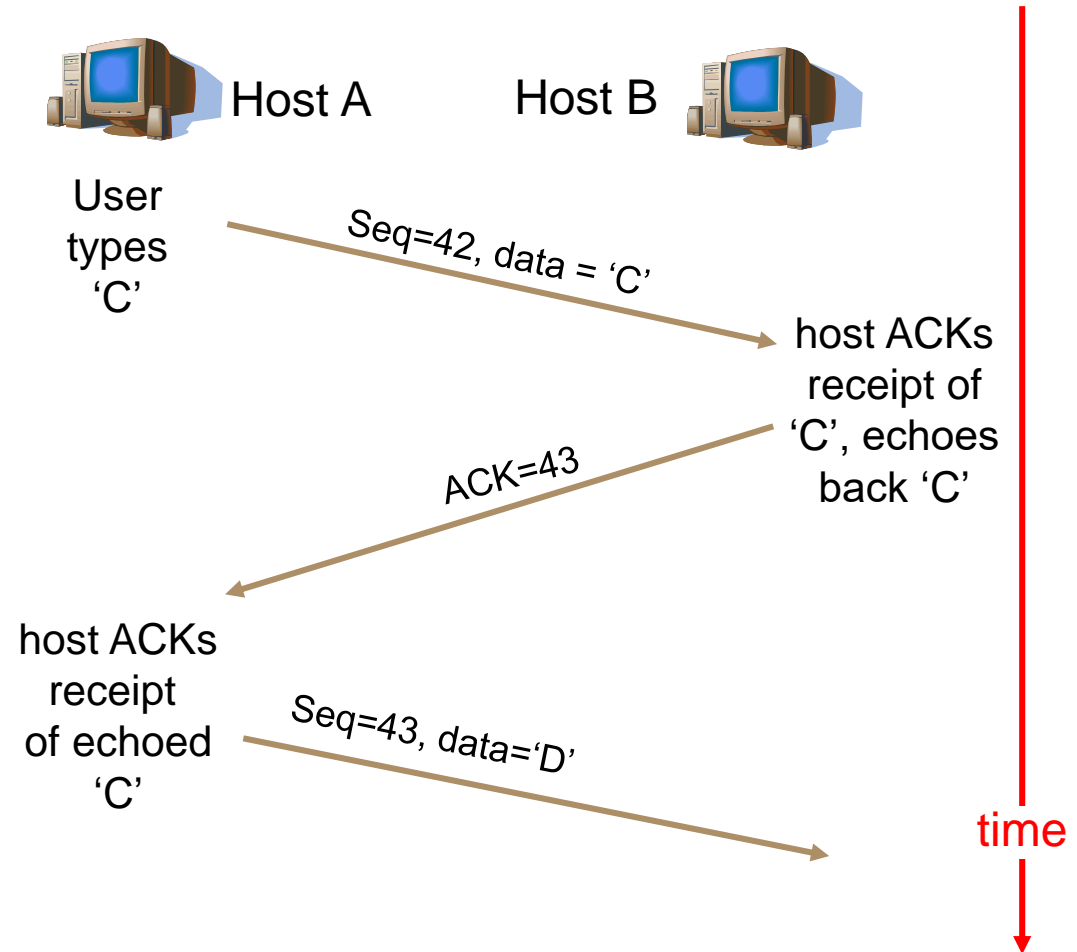 Host A
Host B
User
types
‘C’
Seq=42, data = ‘C’
host ACKs
receipt of
‘C’, echoes
back ‘C’
ACK=43
host ACKs
receipt
of echoed
‘C’
Seq=43, data=‘D’
time